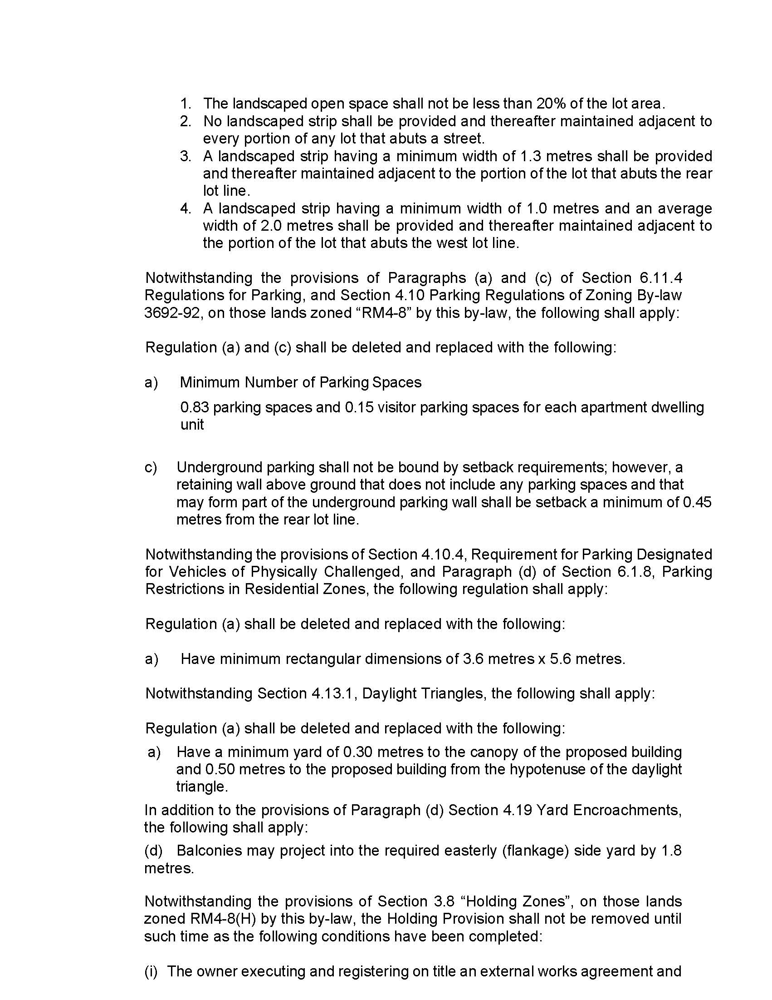 1. The landscaped open space shall not be less than 20% of the lot area.
2. No landscaped strip shall be provided and thereafter maintained adjacent to
every portion of any lot that abuts a street.
3. A landscaped strip having a minimum width of 1.3 metres shall be provided
and thereafter maintained adjacent to the portion of the lot that abuts the rear
lot line.
4. A landscaped strip having a minimum width of 1.0 metres and an average
width of 2.0 metres shall be provided and thereafter maintained adjacent to
the portion of the lot that abuts the west lot line.
Notwithstanding the provisions of Paragraphs (a) and (c) of Section 6.11.4
Regulations for Parking, and Section 4.10 Parking Regulations of Zoning By-law
3692-92, on those lands zoned “RM4-8” by this by-law, the following shall apply:
Regulation (a) and (c) shall be deleted and replaced with the following:
a) Minimum Number of Parking Spaces
0.83 parking spaces and 0.15 visitor parking spaces for each apartment dwelling
unit
c) Underground parking shall not be bound by setback requirements; however, a
retaining wall above ground that does not include any parking spaces and that
may form part of the underground parking wall shall be setback a minimum of 0.45
metres from the rear lot line.
Notwithstanding the provisions of Section 4.10.4, Requirement for Parking Designated
for Vehicles of Physically Challenged, and Paragraph (d) of Section 6.1.8, Parking
Restrictions in Residential Zones, the following regulation shall apply:
Regulation (a) shall be deleted and replaced with the following:
a) Have minimum rectangular dimensions of 3.6 metres x 5.6 metres.
Notwithstanding Section 4.13.1, Daylight Triangles, the following shall apply:
Regulation (a) shall be deleted and replaced with the following:
a) Have a minimum yard of 0.30 metres to the canopy of the proposed building
and 0.50 metres to the proposed building from the hypotenuse of the daylight
triangle.
In addition to the provisions of Paragraph (d) Section 4.19 Yard Encroachments,
the following shall apply:
(d) Balconies may project into the required easterly (flankage) side yard by 1.8
metres.
Notwithstanding the provisions of Section 3.8 “Holding Zones”, on those lands
zoned RM4-8(H) by this by-law, the Holding Provision shall not be removed until
such time as the following conditions have been completed:
(i) The owner executing and registering on title an external works agreement and